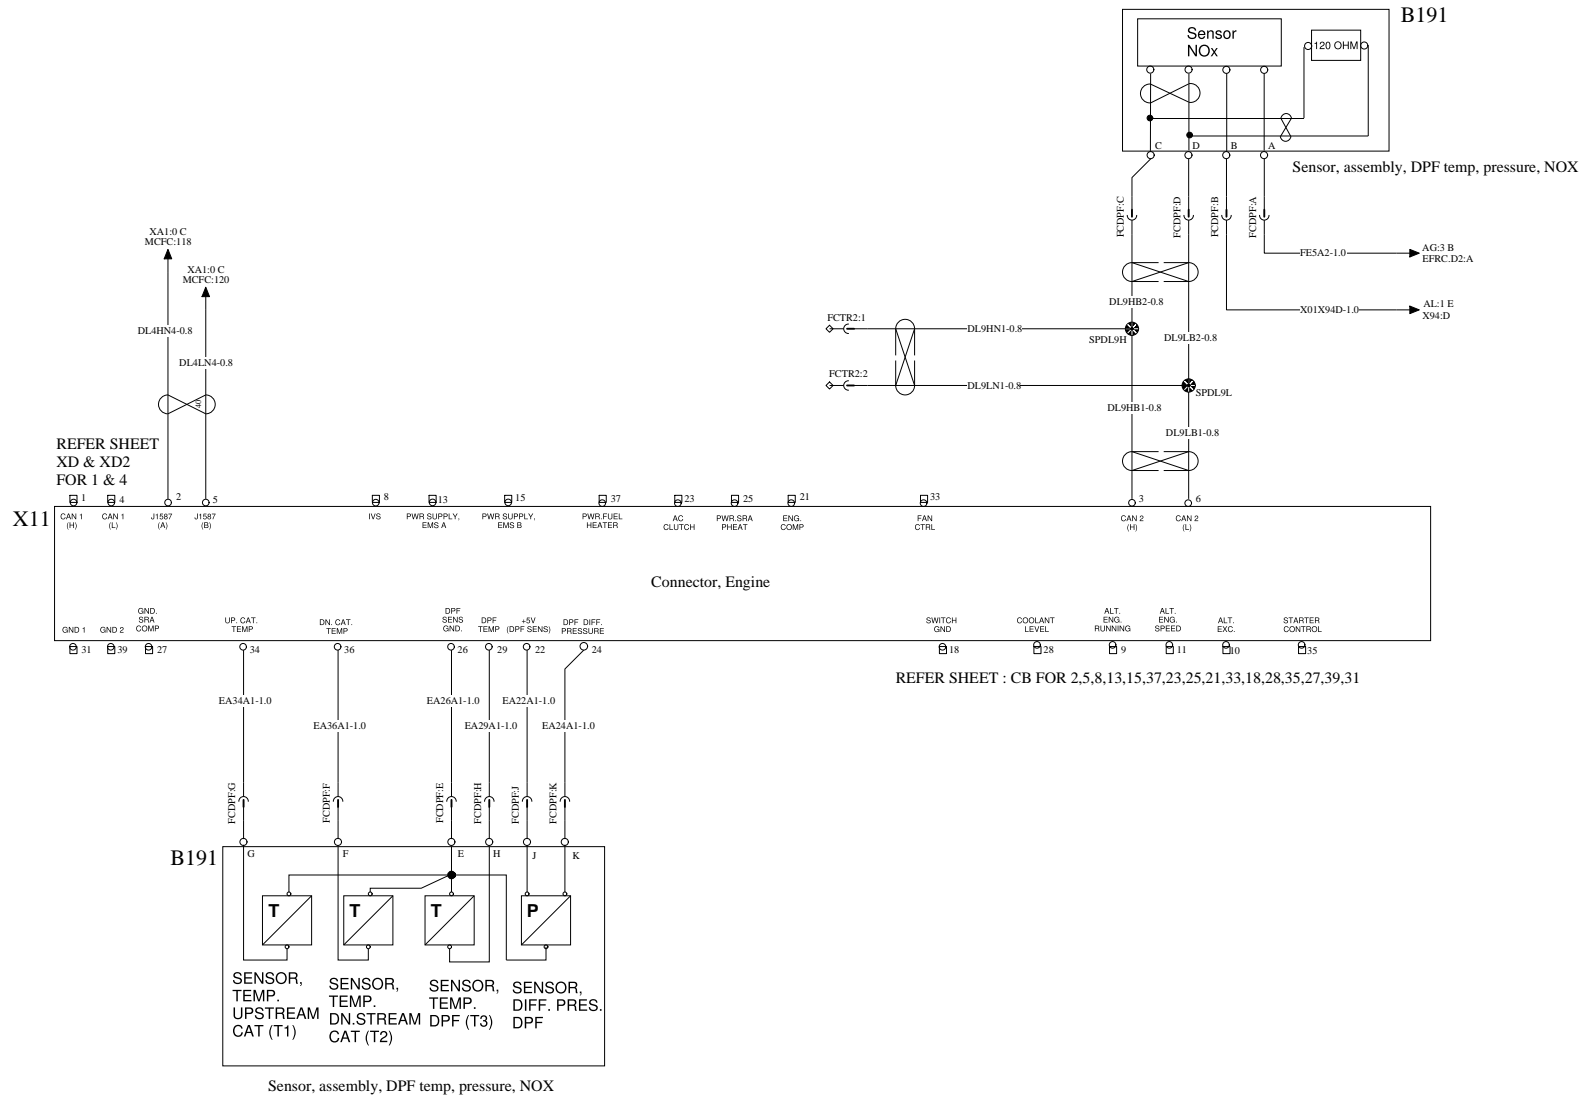 B191
Sensor
NOx
120 OHM
C
D
B
A
Sensor, assembly, DPF temp, pressure, NOX
FCDPF:C
FCDPF:D
FCDPF:B
FCDPF:A
XA1:0 C
MCFC:118
XA1:0 C
MCFC:120
FE5A2-1.0
AG:3 B
EFRC.D2:A
DL9HB2-0.8
X01X94D-1.0
AL:1 E
X94:D
FCTR2:1
DL9HN1-0.8
SPDL9H
DL9LB2-0.8
DL4HN4-0.8
DL4LN4-0.8
FCTR2:2
DL9LN1-0.8
SPDL9L
DL9HB1-0.8
40
DL9LB1-0.8
REFER SHEET
XD & XD2
FOR 1 & 4
1
4
2
5
8
13
15
37
23
25
21
33
3
6
X11
CAN 1
(H)
CAN 1
(L)
J1587
(A)
J1587
(B)
IVS
PWR SUPPLY,
EMS A
PWR SUPPLY,
EMS B
PWR.FUEL
HEATER
AC
CLUTCH
PWR.SRA
PHEAT
ENG.
COMP
FAN
CTRL
CAN 2
(H)
CAN 2
(L)
Connector, Engine
GND 1
GND 2
GND.
SRA
COMP
UP. CAT.
TEMP
DN. CAT.
TEMP
DPF
SENS
GND.
DPF
TEMP
+5V
(DPF SENS)
DPF DIFF.
PRESSURE
SWITCH
GND
COOLANT
LEVEL
ALT.
ENG.
RUNNING
ALT.
ENG.
SPEED
ALT.
EXC.
STARTER
CONTROL
31
39
27
34
36
26
29
22
24
18
28
9
11
10
35
REFER SHEET : CB FOR 2,5,8,13,15,37,23,25,21,33,18,28,35,27,39,31
EA34A1-1.0
EA36A1-1.0
EA26A1-1.0
EA29A1-1.0
EA22A1-1.0
EA24A1-1.0
FCDPF:G
FCDPF:F
FCDPF:E
FCDPF:H
FCDPF:J
FCDPF:K
B191
G
F
E
H
J
K
T
T
T
P
SENSOR,
TEMP.
UPSTREAM
CAT (T1)
SENSOR,
TEMP.
DN.STREAM
CAT (T2)
SENSOR,
TEMP.
DPF (T3)
SENSOR,
DIFF. PRES.
DPF
Sensor, assembly, DPF temp, pressure, NOX